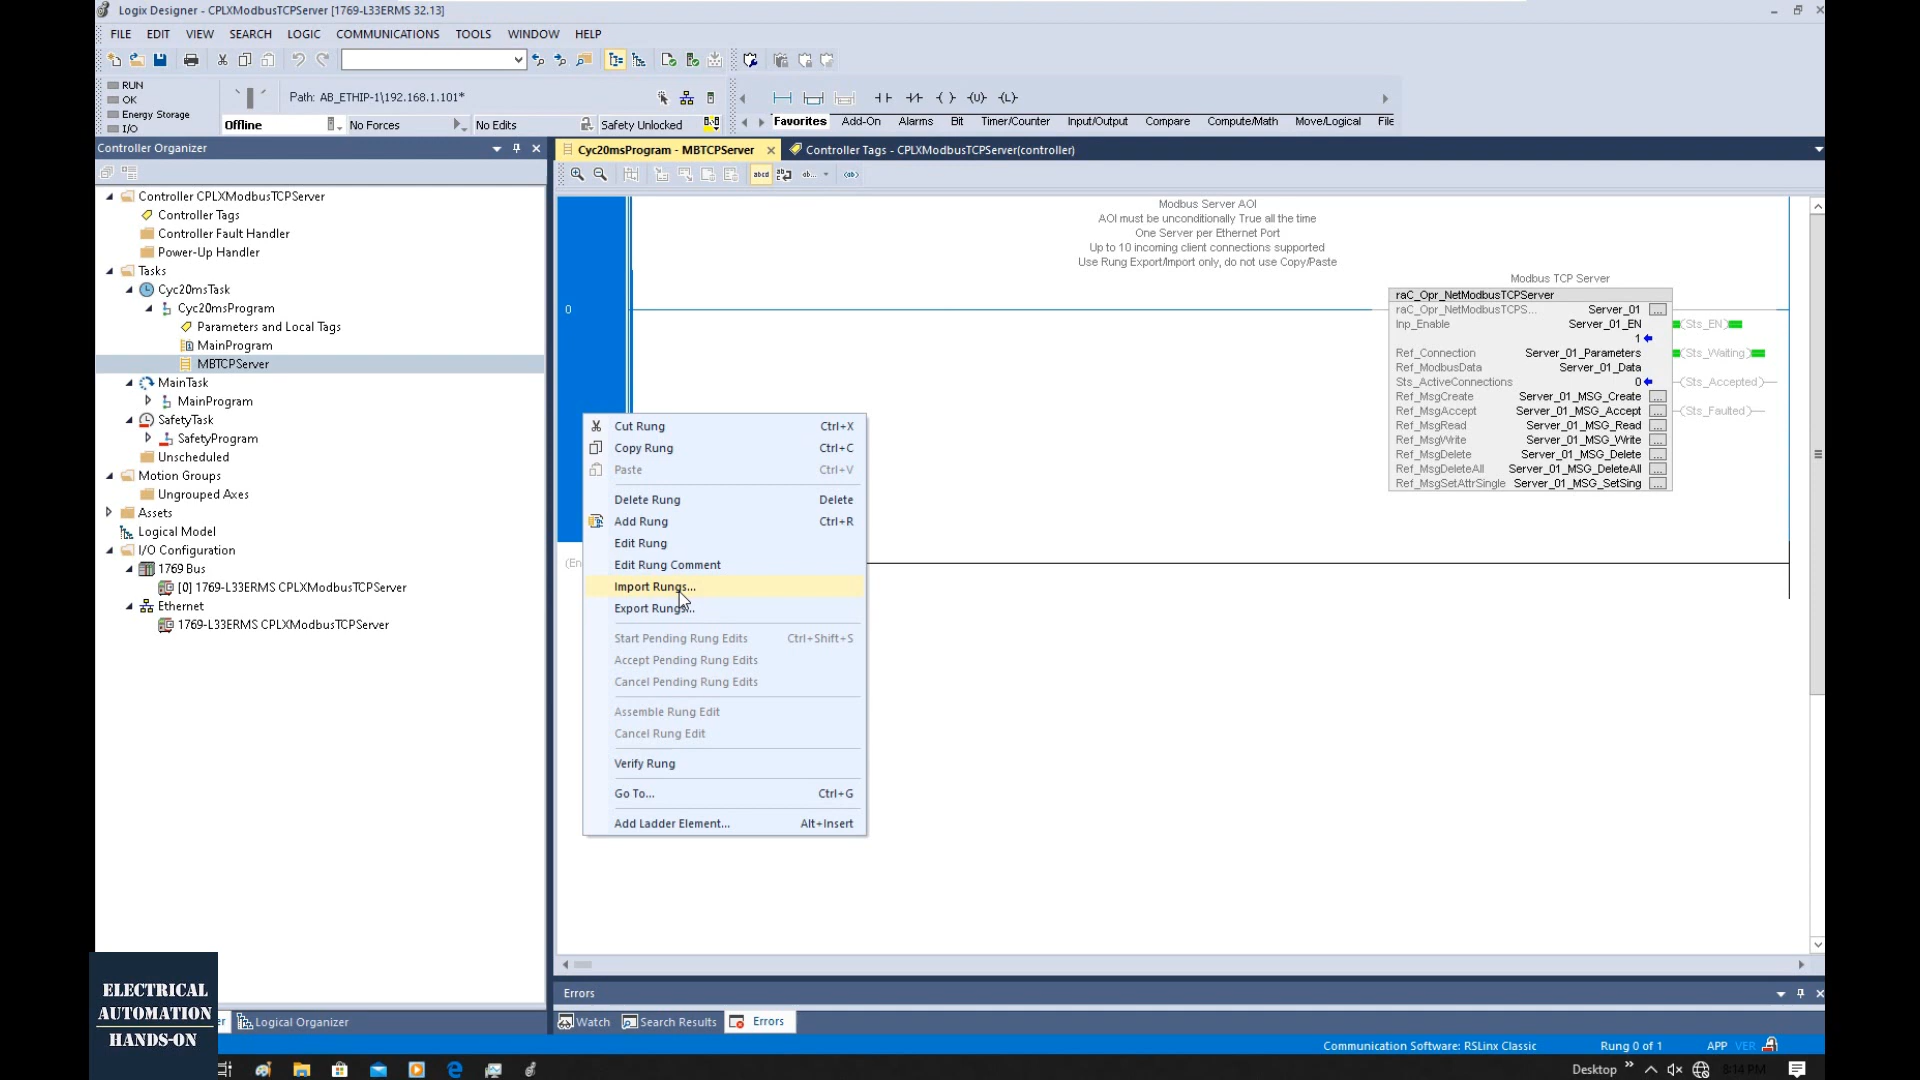 Logix Designer - CPLXModbusTCPServer [1769-L33ERMS 32.13]
FILE EDIT VIEW SEARCH LOGIC COMMUNICATIONS TOOLS WINDOW HELP
RUN
OK
Energy Storage
I/O
Path: AB_ETHIP-1\192.168.1.101*
Offline No Forces No Edits Safety Unlocked
Favorites Add-On Alarms Bit Timer/Counter Input/Output Compare Compute/Math Move/Logical File
Controller Organizer
Controller CPLXModbusTCPServer
Controller Tags
Controller Fault Handler
Power-Up Handler
Tasks
Cyc20msTask
Cyc20msProgram
Parameters and Local Tags
MainProgram
MBTCPServer
MainTask
MainProgram
SafetyTask
SafetyProgram
Unscheduled
Motion Groups
Ungrouped Axes
Assets
Logical Model
I/O Configuration
1769 Bus
[0] 1769-L33ERMS CPLXModbusTCPServer
Ethernet
1769-L33ERMS CPLXModbusTCPServer
Logical Organizer
Cyc20msProgram - MBTCPServer
Controller Tags - CPLXModbusTCPServer(controller)
Modbus Server AOI
AOI must be unconditionally True all the time
One Server per Ethernet Port
Up to 10 incoming client connections supported
Use Rung Export/Import only, do not use Copy/Paste
0
Modbus TCP Server
raC_Opr_NetModbusTCPServer
raC_Opr_NetModbusTCPS... Server_01 ...
Inp_Enable Server_01_EN (Sts_EN)
1
Ref_Connection Server_01_Parameters (Sts_Waiting)
Ref_ModbusData Server_01_Data
Sts_ActiveConnections 0 (Sts_Accepted)
Ref_MsgCreate Server_01_MSG_Create ...
Ref_MsgAccept Server_01_MSG_Accept ... (Sts_Faulted)
Ref_MsgRead Server_01_MSG_Read ...
Ref_MsgWrite Server_01_MSG_Write ...
Ref_MsgDelete Server_01_MSG_Delete ...
Ref_MsgDeleteAll Server_01_MSG_DeleteAll ...
Ref_MsgSetAttrSingle Server_01_MSG_SetSing ...
(En
Cut Rung Ctrl+X
Copy Rung Ctrl+C
Paste Ctrl+V
Delete Rung Delete
Add Rung Ctrl+R
Edit Rung
Edit Rung Comment
Import Rungs...
Export Rungs...
Start Pending Rung Edits Ctrl+Shift+S
Accept Pending Rung Edits
Cancel Pending Rung Edits
Assemble Rung Edit
Cancel Rung Edit
Verify Rung
Go To... Ctrl+G
Add Ladder Element... Alt+Insert
Errors
Watch Search Results Errors
Communication Software: RSLinx Classic Rung 0 of 1 APP VER
Desktop 8:14 PM
ELECTRICAL
AUTOMATION
HANDS-ON